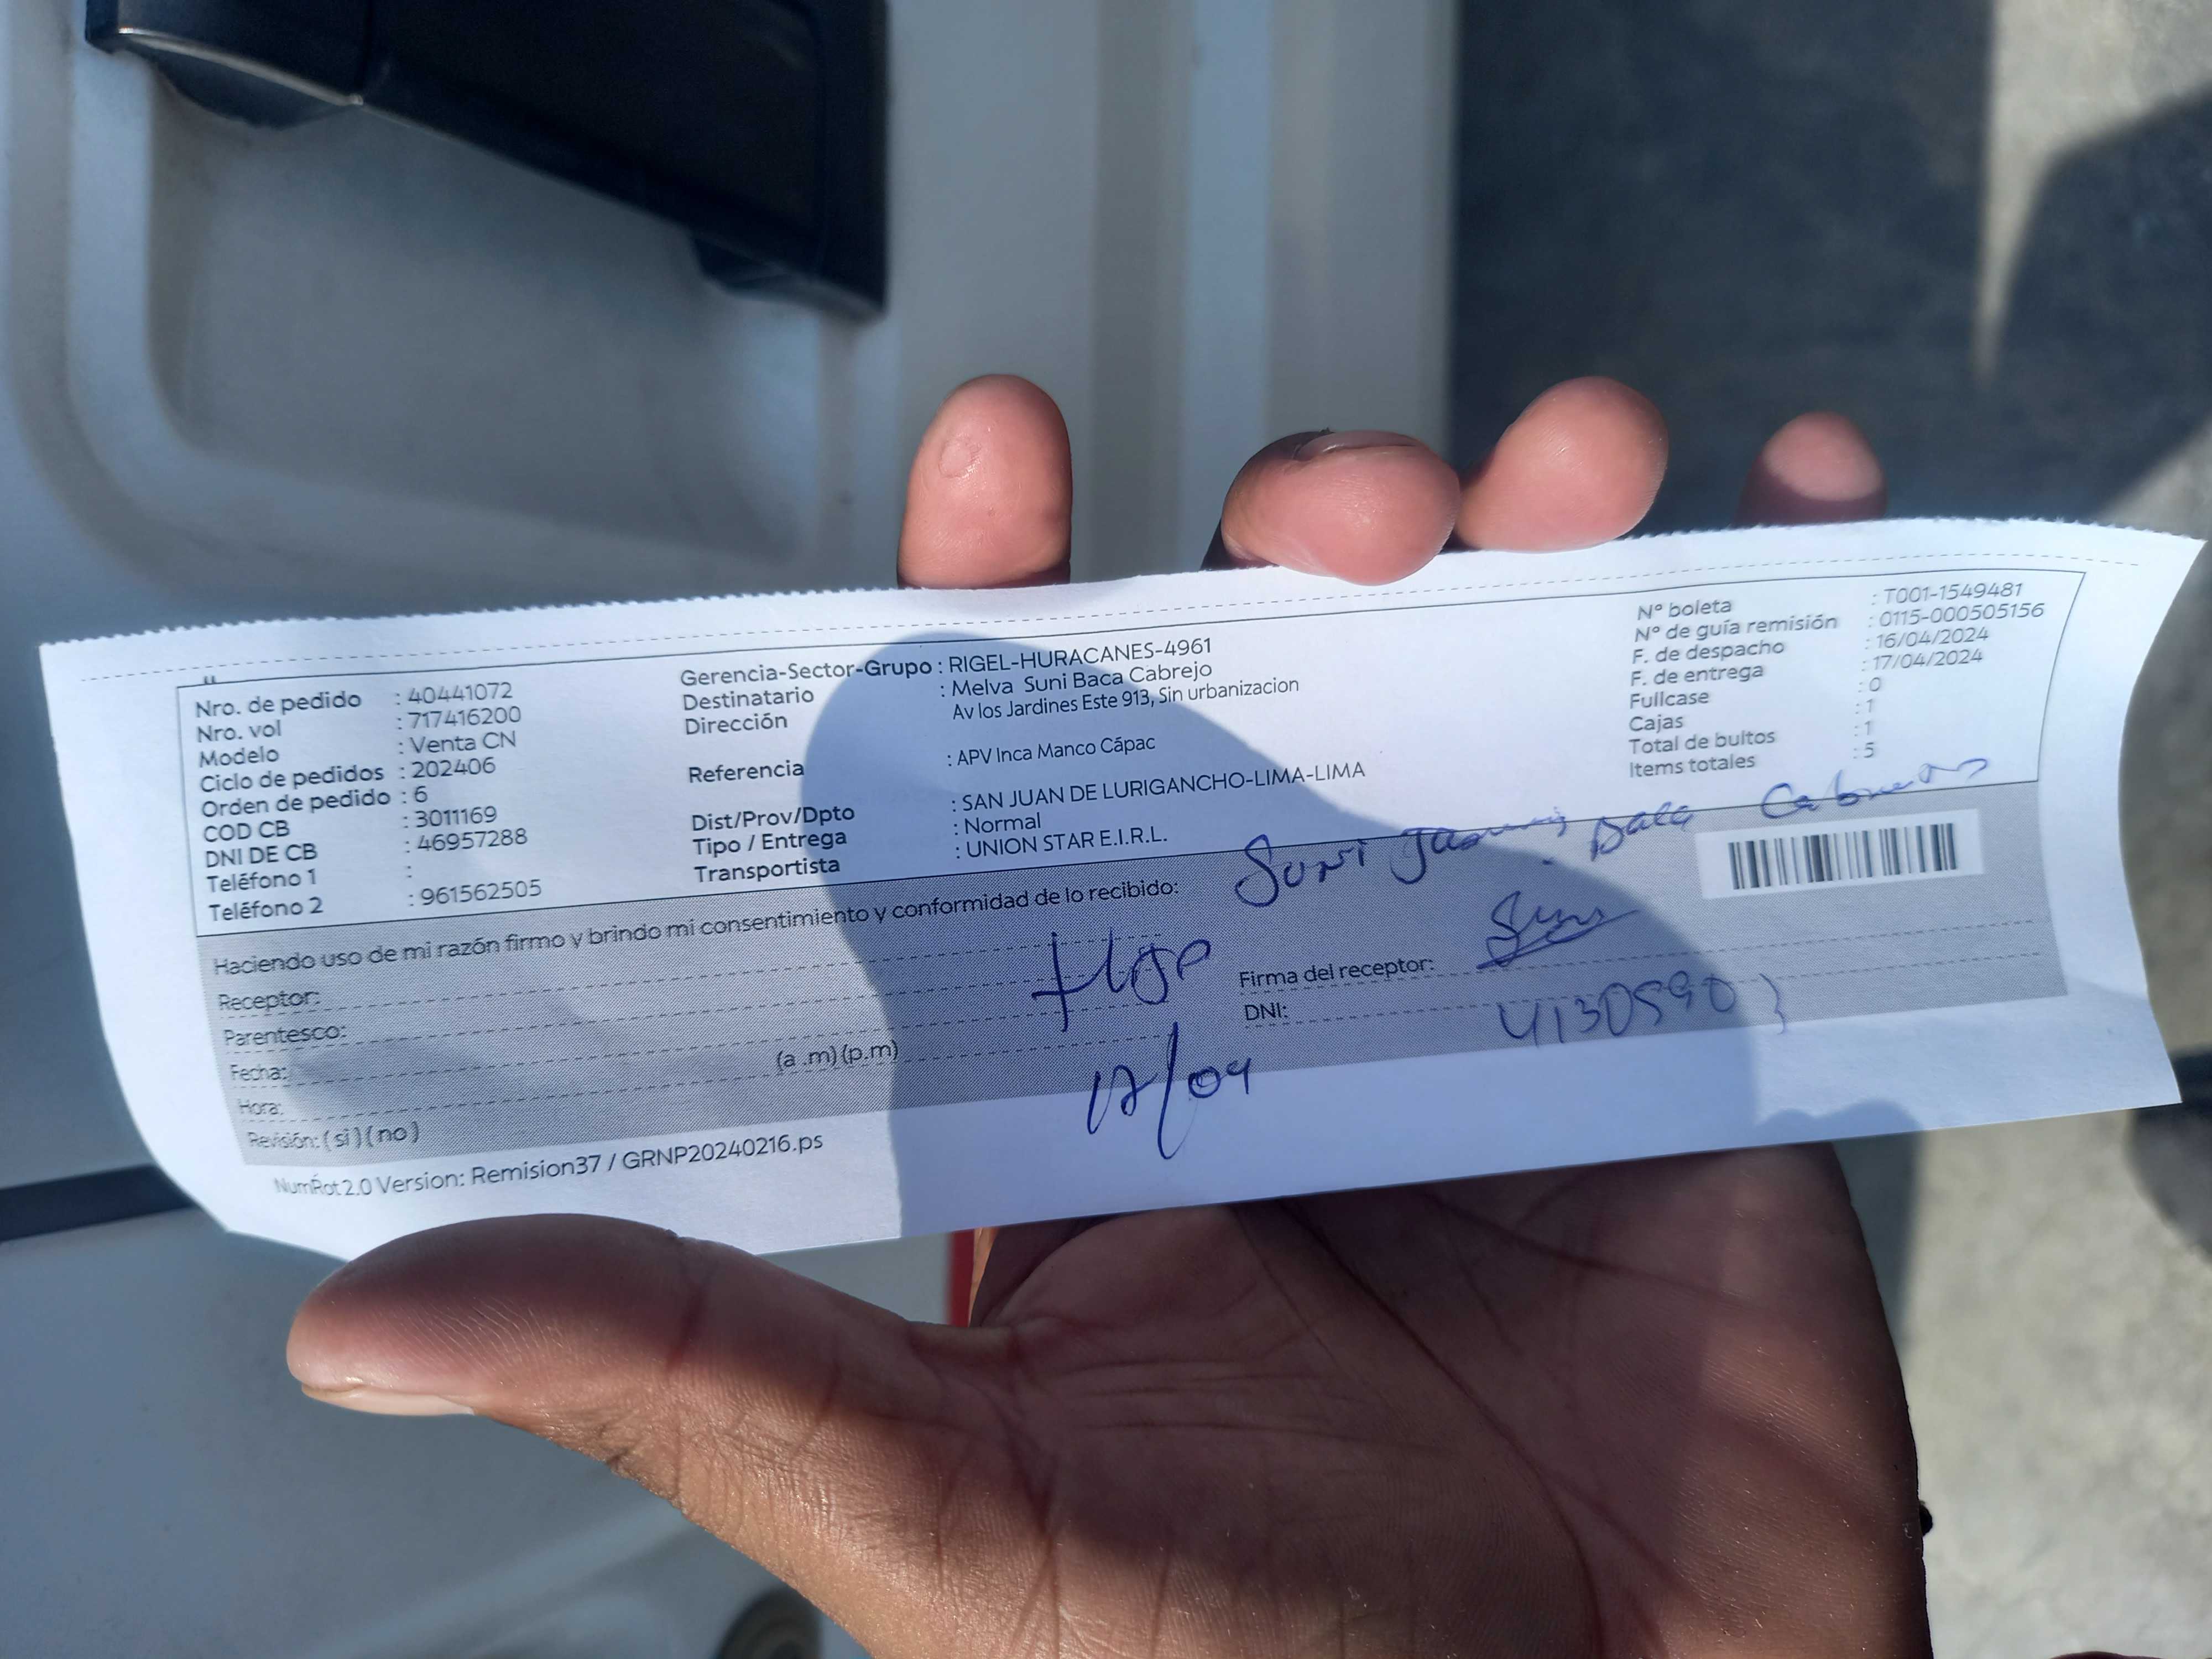 Nro. de pedido : 40441072
Nro. vol : 717416200
Modelo : Venta CN
Ciclo de pedidos : 202406
Orden de pedido : 6
COD CB : 3011169
DNI DE CB : 46957288
Teléfono 1 :
Teléfono 2 : 961562505
Gerencia-Sector-Grupo : RIGEL-HURACANES-4961
Destinatario : Melva Suni Baca Cabrejo
Dirección Av los Jardines Este 913, Sin urbanizacion
Referencia : APV Inca Manco Cápac
Dist/Prov/Dpto : SAN JUAN DE LURIGANCHO-LIMA-LIMA
Tipo / Entrega : Normal
Transportista : UNION STAR E.I.R.L.
N° boleta : T001-1549481
N° de guía remisión : 0115-000505156
F. de despacho : 16/04/2024
F. de entrega : 17/04/2024
Fullcase : 0
Cajas : 1
Total de bultos : 1
Items totales : 5
Haciendo uso de mi razón firmo y brindo mi consentimiento y conformidad de lo recibido:
Receptor: Suni Baca
Parentesco:
Fecha: 17/04
Hora: (a .m) (p.m)
Revisión: ( si ) ( no )
Firma del receptor:
DNI: 41305903
NumRot 2.0 Version: Remision37 / GRNP20240216.ps